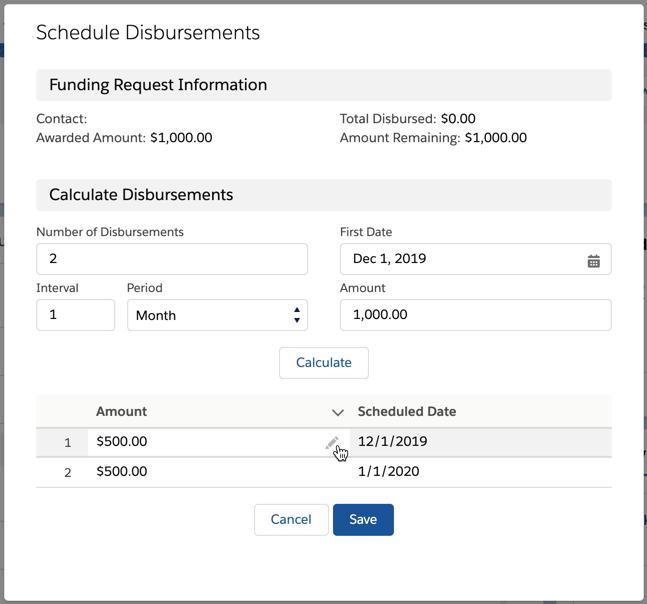 Schedule Disbursements
Funding Request Information
Contact:
Awarded Amount: $1,000.00
Total Disbursed: $0.00
Amount Remaining: $1,000.00
Calculate Disbursements
Number of Disbursements
2
First Date
Dec 1, 2019
Interval
1
Period
Month
Amount
1,000.00
Calculate
Amount Scheduled Date
1 $500.00 12/1/2019
2 $500.00 1/1/2020
Cancel Save